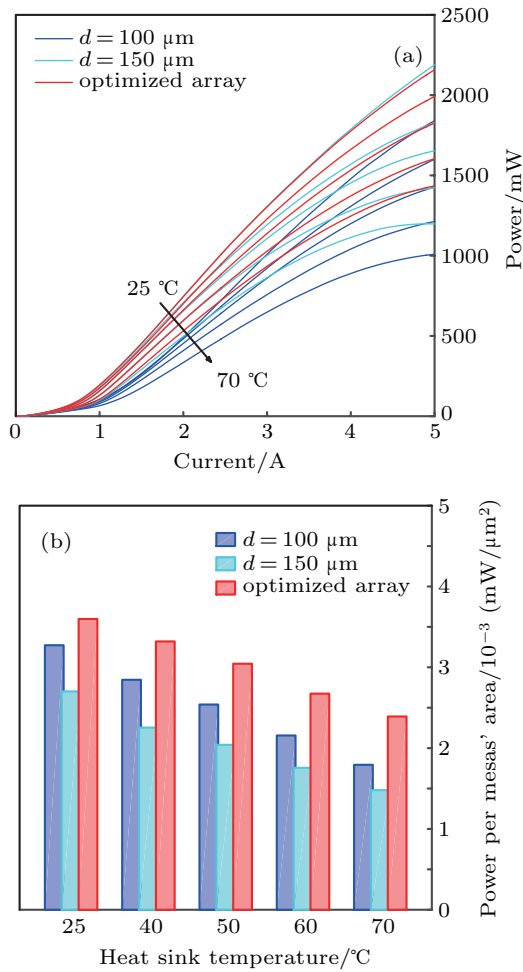 d = 100 µm
d = 150 µm
optimized array
(a)
25 ℃
70 ℃
2500
2000
1500
1000
500
0
Power/mW
0 1 2 3 4 5
Current/A
(b)
d = 100 µm
d = 150 µm
optimized array
5
4
3
2
1
0
Power per mesas' area/10⁻³ (mW/µm²)
25 40 50 60 70
Heat sink temperature/℃